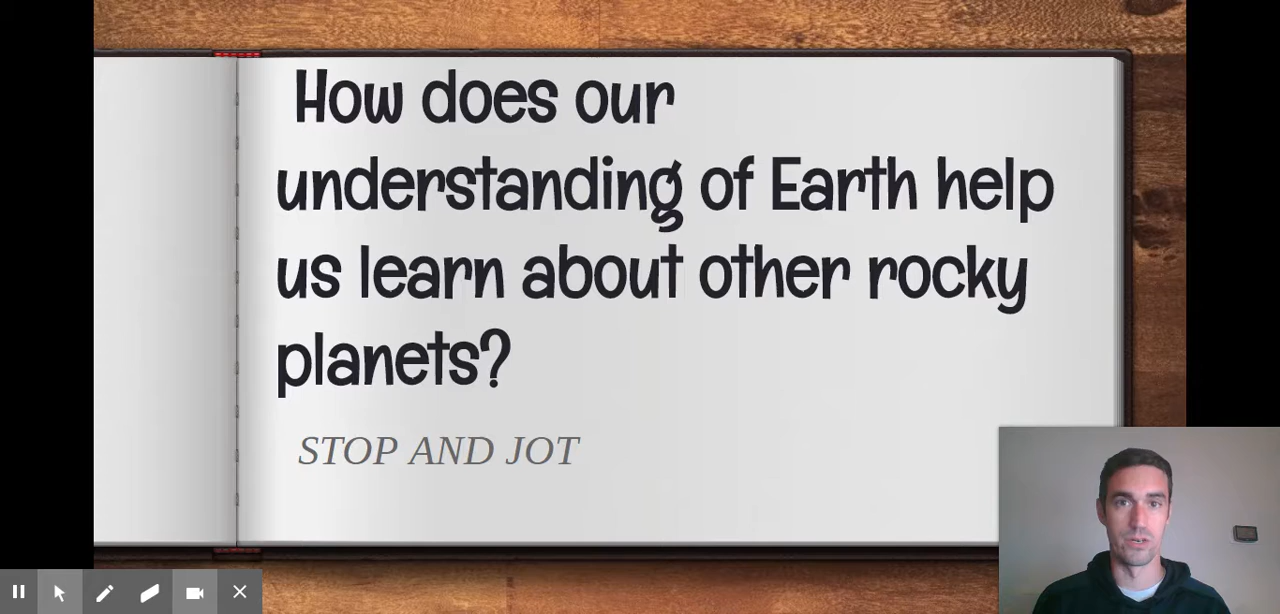 How does our
understanding of Earth help
us learn about other rocky
planets?
STOP AND JOT